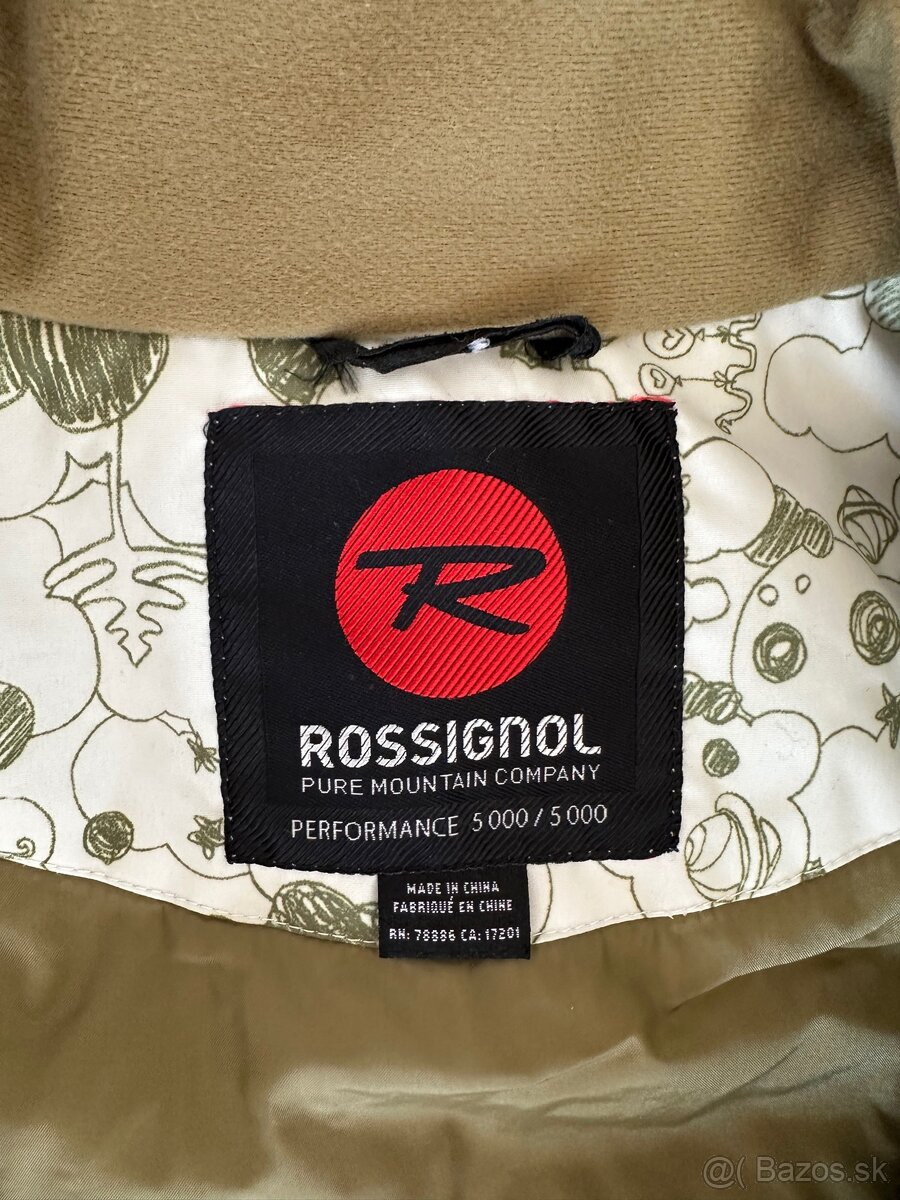 R
ROSSIGNOL
PURE MOUNTAIN COMPANY
PERFORMANCE 5 000 / 5 000
MADE IN CHINA
FABRIQUÉ EN CHINE
RN: 78886 CA: 17201
@( Bazos.sk